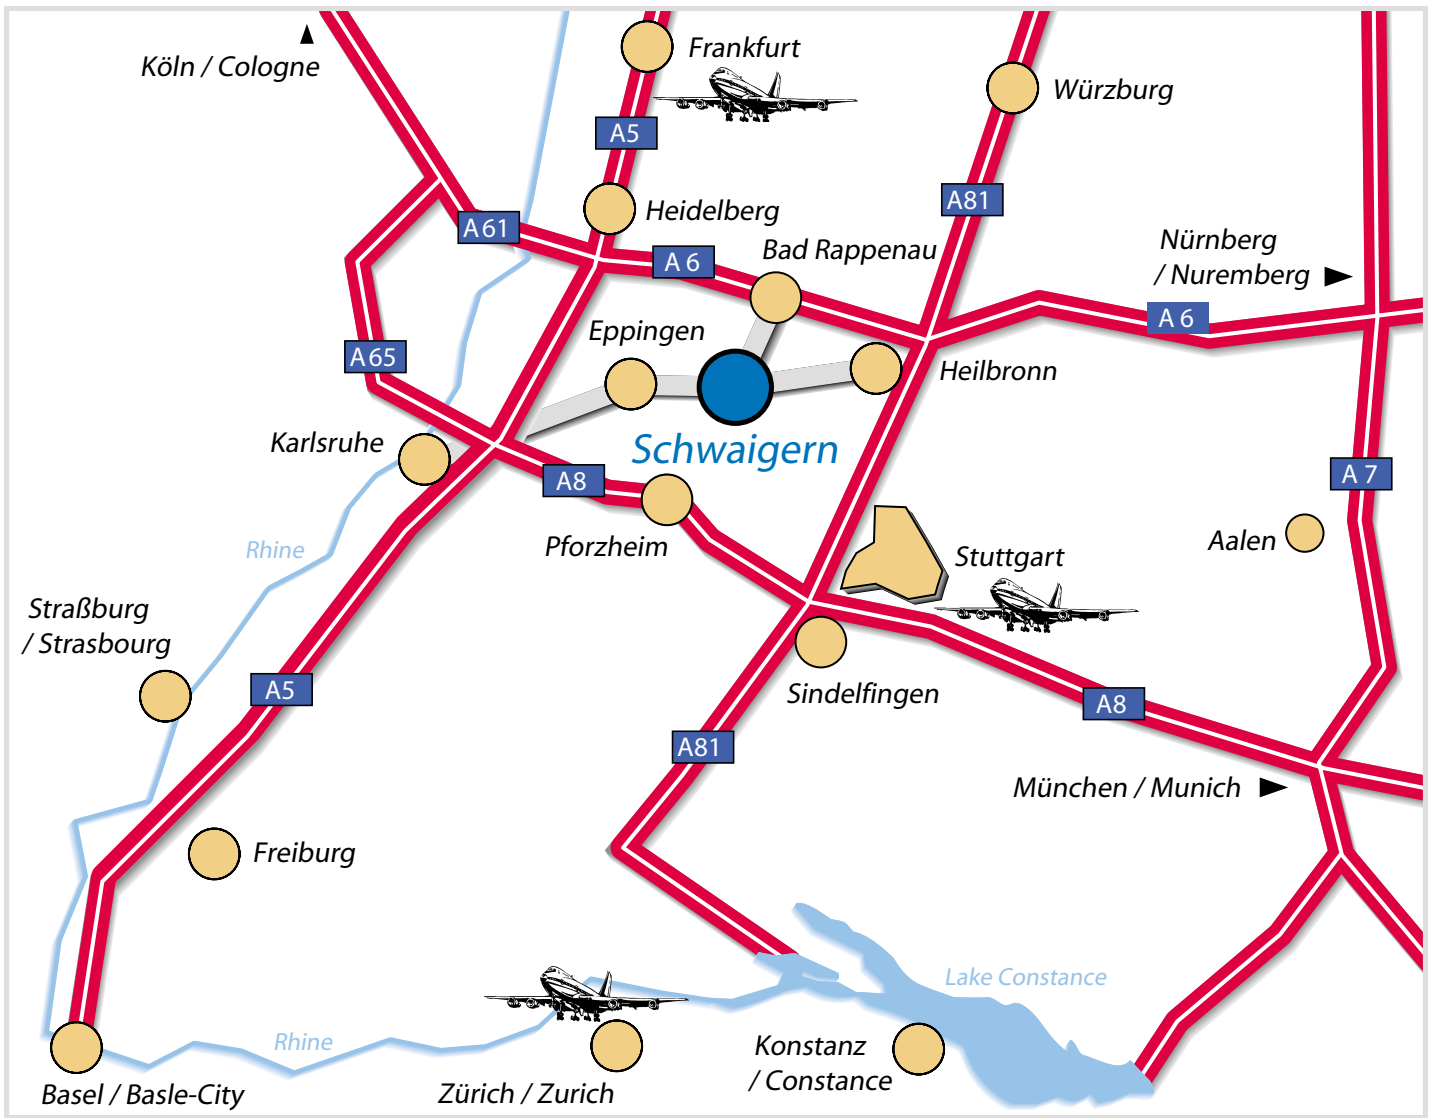 Frankfurt
Köln / Cologne
Würzburg
A5
A81
Heidelberg
A 61
Bad Rappenau
Nürnberg
/ Nuremberg
A 6
A 6
Eppingen
A 65
Heilbronn
Karlsruhe
Schwaigern
A8
A 7
Pforzheim
Rhine
Stuttgart
Aalen
Straßburg
/ Strasbourg
A5
Sindelfingen
A8
A81
München / Munich
Freiburg
Lake Constance
Rhine
Konstanz
/ Constance
Basel / Basle-City
Zürich / Zurich